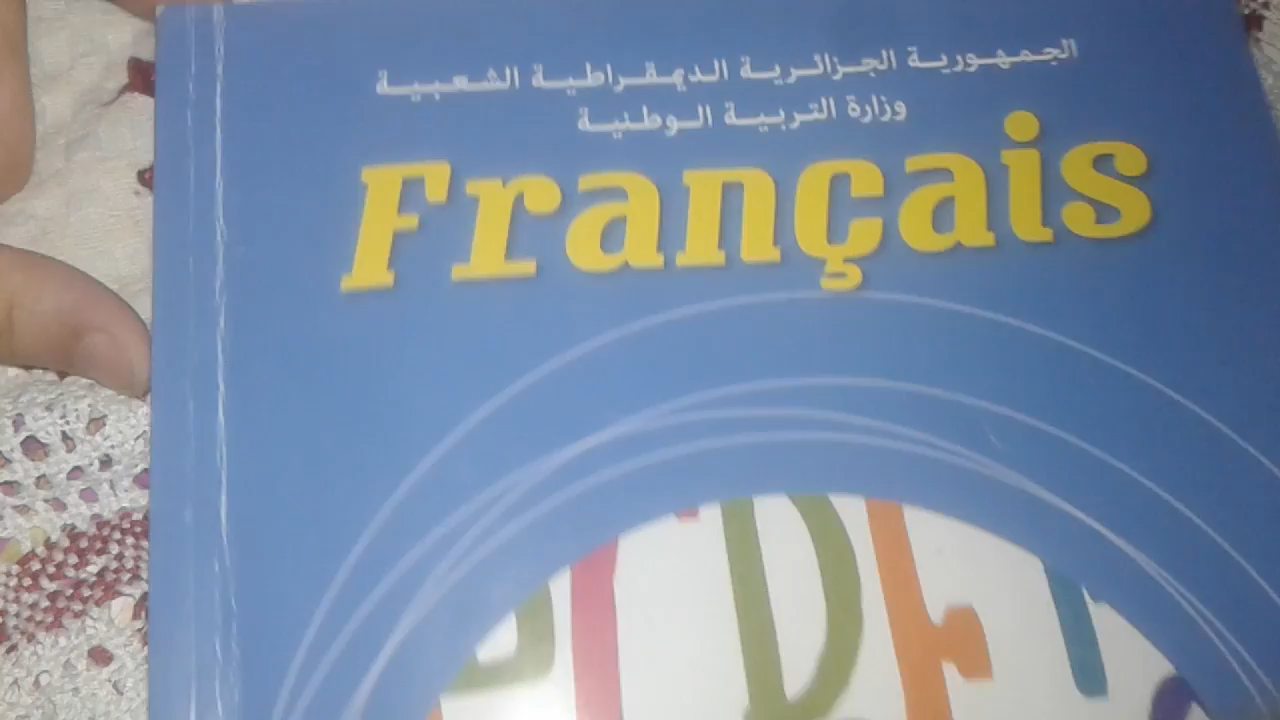 الجمهورية الجزائرية الديمقراطية الشعبية
وزارة التربية الوطنية
Français